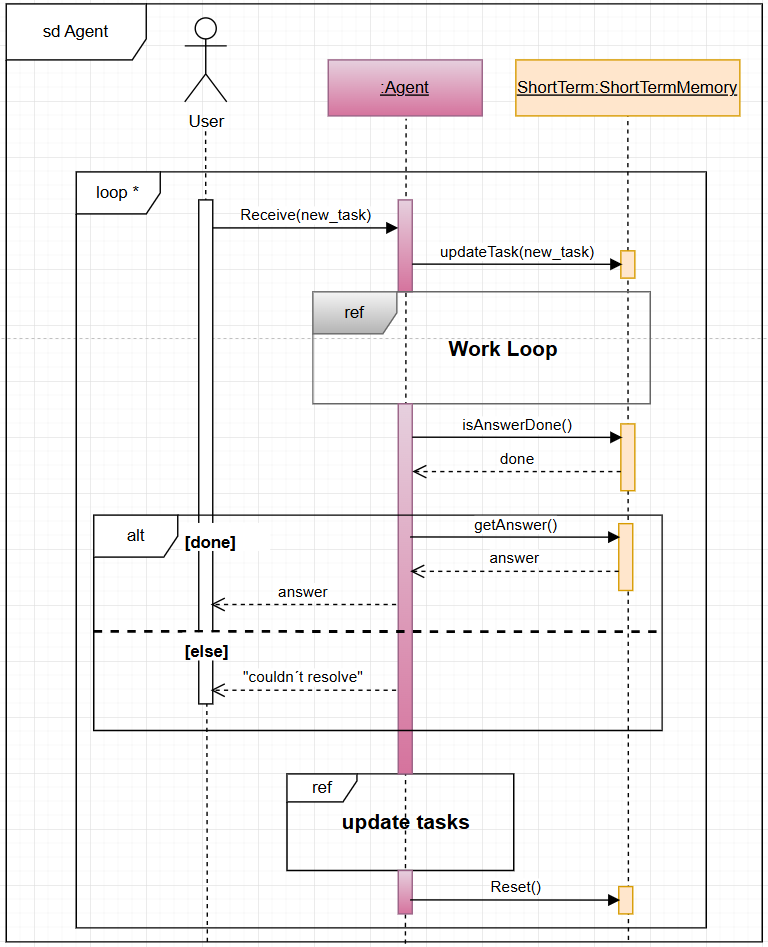 sd Agent
User
:Agent
ShortTerm:ShortTermMemory
loop *
Receive(new_task)
updateTask(new_task)
ref
Work Loop
isAnswerDone()
done
alt
[done]
getAnswer()
answer
answer
[else]
"couldn´t resolve"
ref
update tasks
Reset()